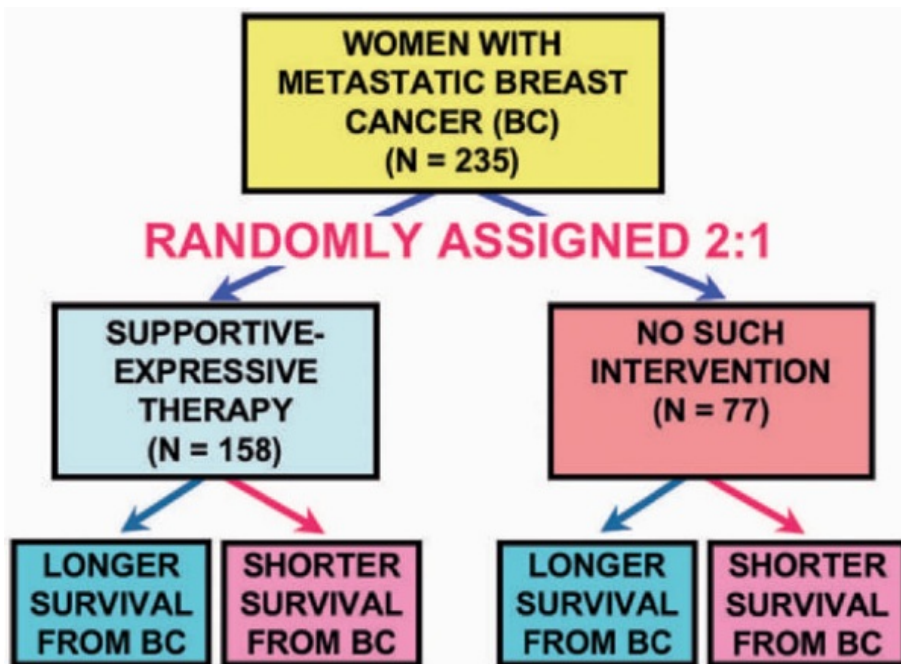 WOMEN WITH
METASTATIC BREAST
CANCER (BC)
(N = 235)
RANDOMLY ASSIGNED 2:1
SUPPORTIVE-
EXPRESSIVE
THERAPY
(N = 158)
NO SUCH
INTERVENTION
(N = 77)
LONGER
SURVIVAL
FROM BC
SHORTER
SURVIVAL
FROM BC
LONGER
SURVIVAL
FROM BC
SHORTER
SURVIVAL
FROM BC